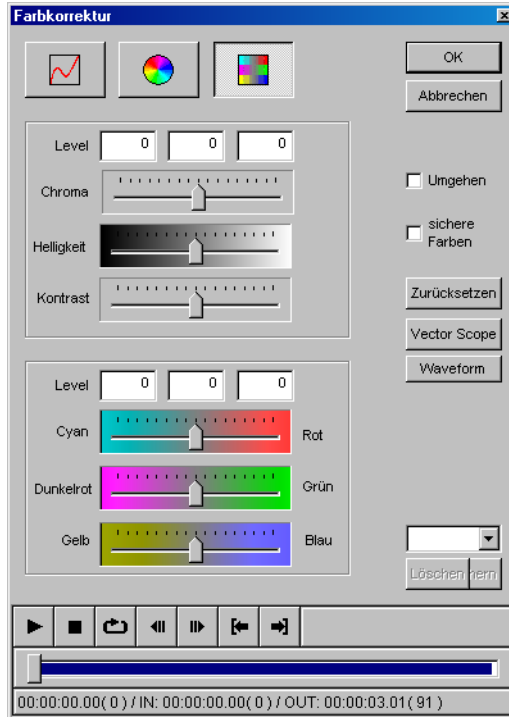 Farbkorrektur
OK
Abbrechen
Level 0 0 0
Chroma
Helligkeit
Kontrast
Umgehen
sichere
Farben
Zurücksetzen
Vector Scope
Waveform
Level 0 0 0
Cyan Rot
Dunkelrot Grün
Gelb Blau
Löschen hern
00:00:00.00( 0 ) / IN: 00:00:00.00( 0 ) / OUT: 00:00:03.01( 91 )